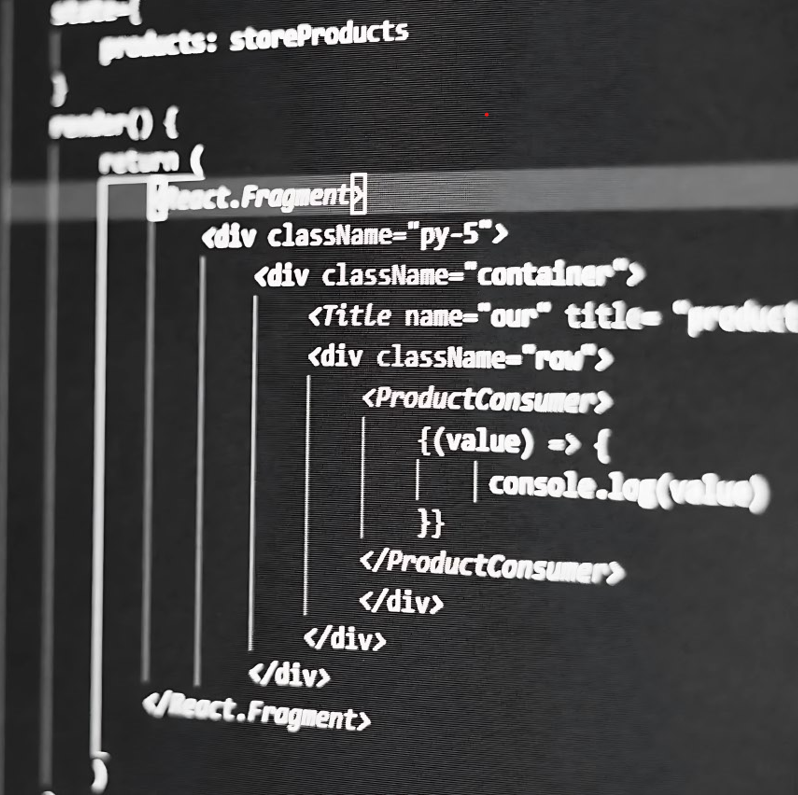 state={
products: storeProducts
}
render() {
return (
<React.Fragment>
<div className="py-5">
<div className="container">
<Title name="our" title= "product
<div className="row">
<ProductConsumer>
{(value) => {
console.log(value)
}}
</ProductConsumer>
</div>
</div>
</div>
</React.Fragment>
)